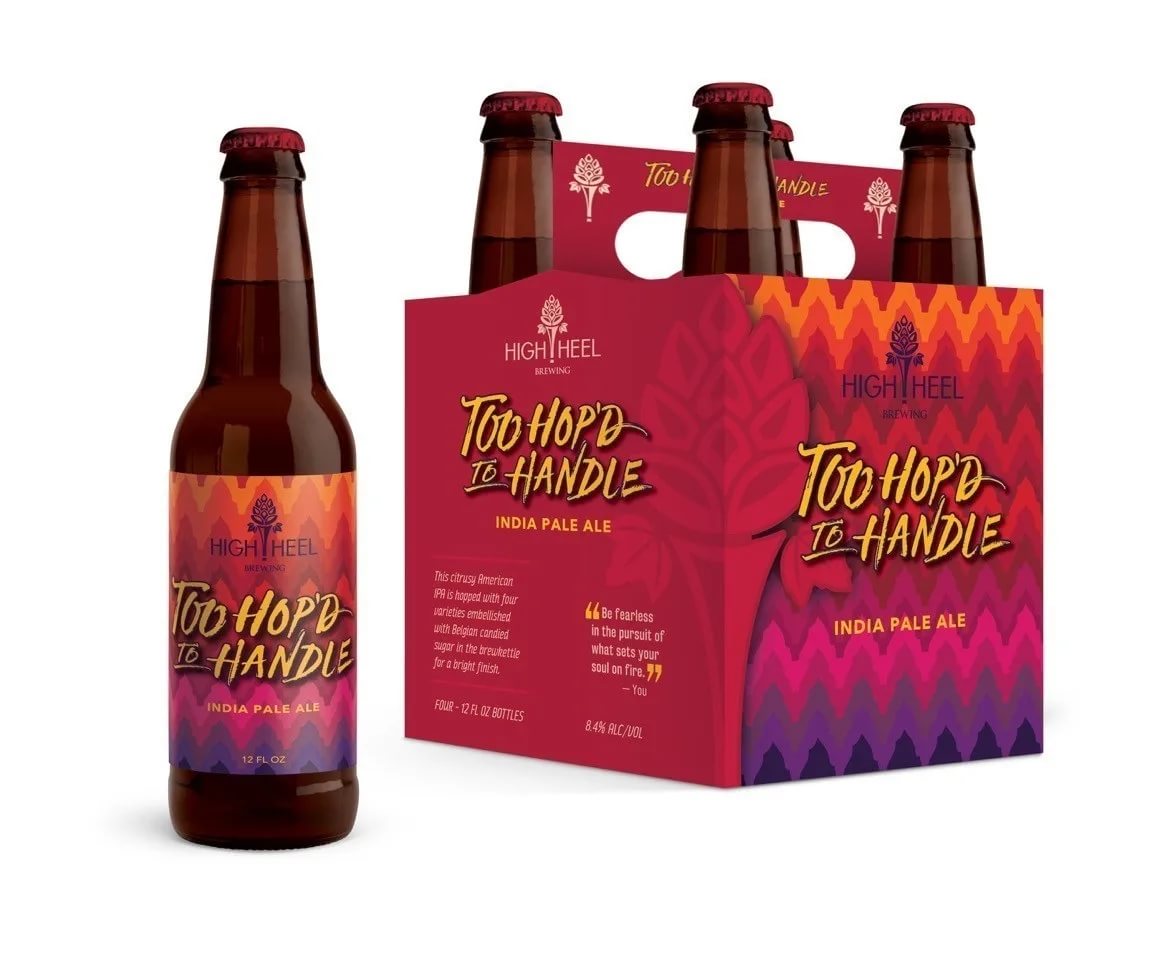 HIGH HEEL
BREWING
TOO HOP'D
TO HANDLE
INDIA PALE ALE
12 FL OZ
TOO H
ANDLE
E
HIGH HEEL
BREWING
TOO HOP'D
TO HANDLE
INDIA PALE ALE
This citrusy American
IPA is hopped with four
varieties embellished
with Belgian candied
sugar in the brewkettle
for a bright finish.
FOUR - 12 FL OZ BOTTLES
“Be fearless
in the pursuit of
what sets your
soul on fire.”
— You
8.4% ALC/VOL
HIGH HEEL
BREWING
TOO HOP'D
TO HANDLE
INDIA PALE ALE